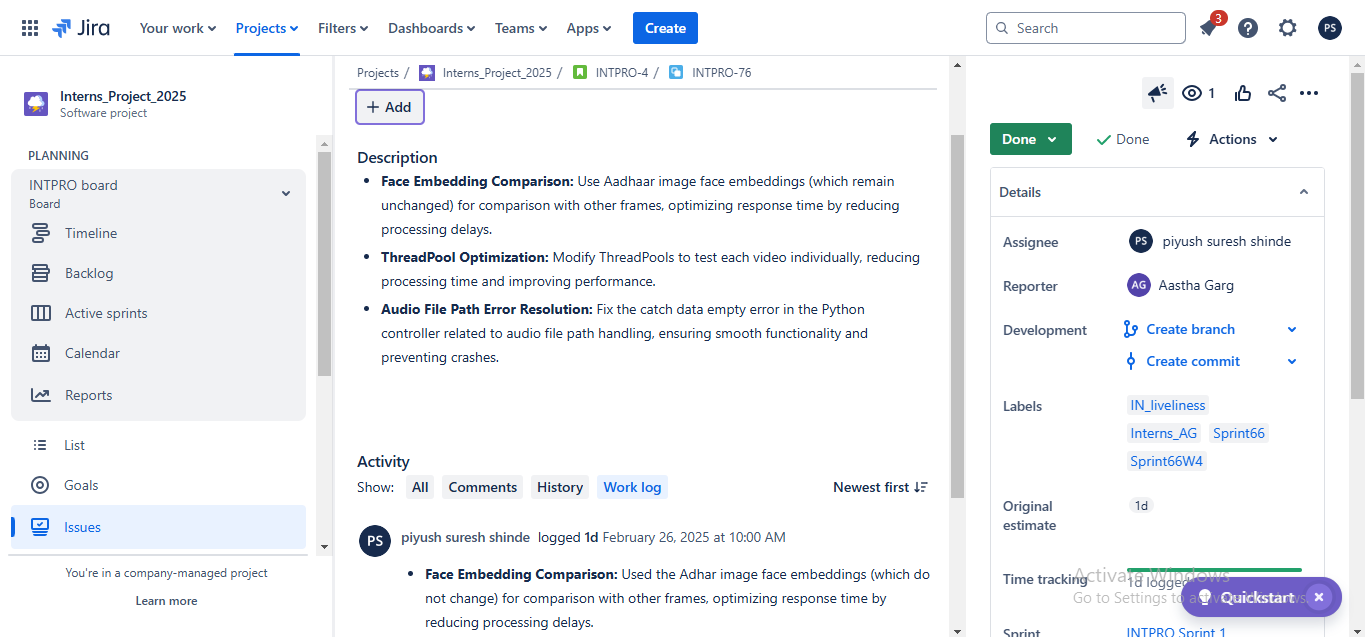 Jira
Your work
Projects
Filters
Dashboards
Teams
Apps
Create
Search
3
PS
Interns_Project_2025
Software project
PLANNING
INTPRO board
Board
Timeline
Backlog
Active sprints
Calendar
Reports
List
Goals
Issues
You're in a company-managed project
Learn more
Projects / Interns_Project_2025 / INTPRO-4 / INTPRO-76
+ Add
Description
• Face Embedding Comparison: Use Aadhaar image face embeddings (which remain
unchanged) for comparison with other frames, optimizing response time by reducing
processing delays.
• ThreadPool Optimization: Modify ThreadPools to test each video individually, reducing
processing time and improving performance.
• Audio File Path Error Resolution: Fix the catch data empty error in the Python
controller related to audio file path handling, ensuring smooth functionality and
preventing crashes.
Activity
Show: All Comments History Work log Newest first
PS piyush suresh shinde logged 1d February 26, 2025 at 10:00 AM
• Face Embedding Comparison: Used the Adhar image face embeddings (which do
not change) for comparison with other frames, optimizing response time by
reducing processing delays.
1
Done Done Actions
Details
Assignee PS piyush suresh shinde
Reporter AG Aastha Garg
Development Create branch
Create commit
Labels IN_liveliness
Interns_AG Sprint66
Sprint66W4
Original
estimate
1d
Time tracking
1d logged
Activate Windows
Go to Settings to activate Windows.
Quickstart
Sprint INTPRO Sprint 1